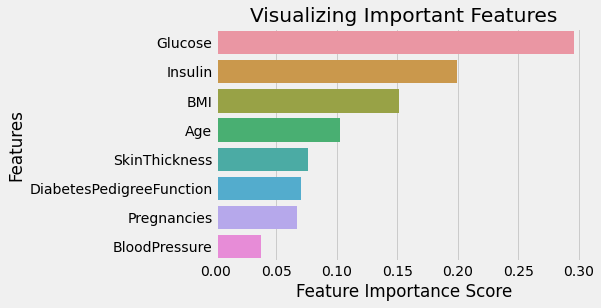 Visualizing Important Features
Features
Glucose
Insulin
BMI
Age
SkinThickness
DiabetesPedigreeFunction
Pregnancies
BloodPressure
0.00 0.05 0.10 0.15 0.20 0.25 0.30
Feature Importance Score